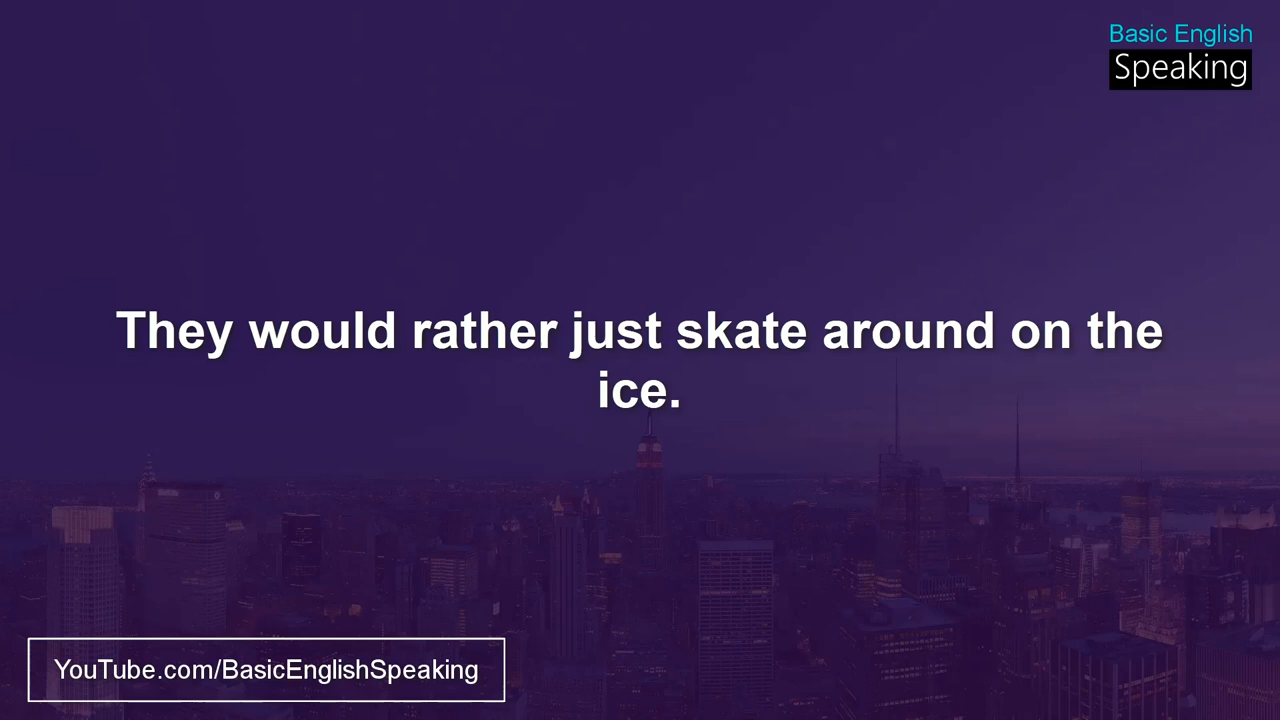 Basic English
Speaking
They would rather just skate around on the
ice.
YouTube.com/BasicEnglishSpeaking